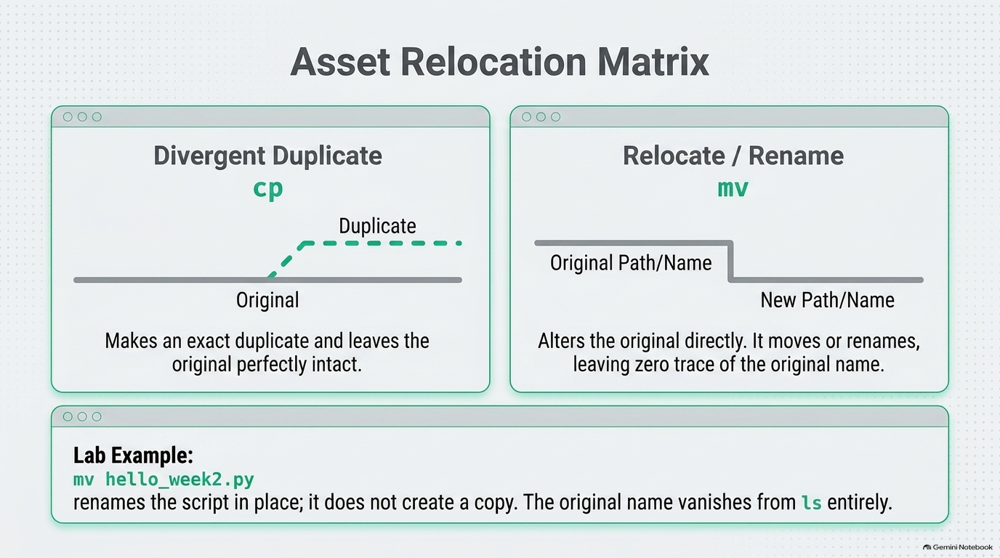 Asset Relocation Matrix
Divergent Duplicate
cp
Duplicate
Original
Makes an exact duplicate and leaves the
original perfectly intact.
Relocate / Rename
mv
Original Path/Name
New Path/Name
Alters the original directly. It moves or renames,
leaving zero trace of the original name.
Lab Example:
mv hello_week2.py
renames the script in place; it does not create a copy. The original name vanishes from ls entirely.
Gemini Notebook